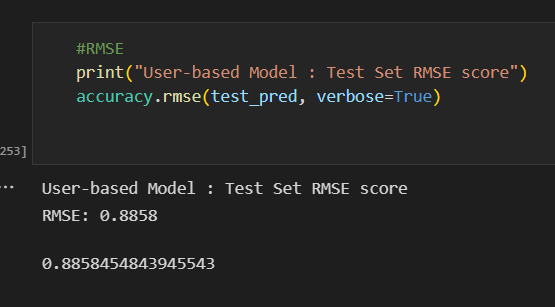 #RMSE
print("User-based Model : Test Set RMSE score")
accuracy.rmse(test_pred, verbose=True)
253]
...
User-based Model : Test Set RMSE score
RMSE: 0.8858
0.8858454843945543